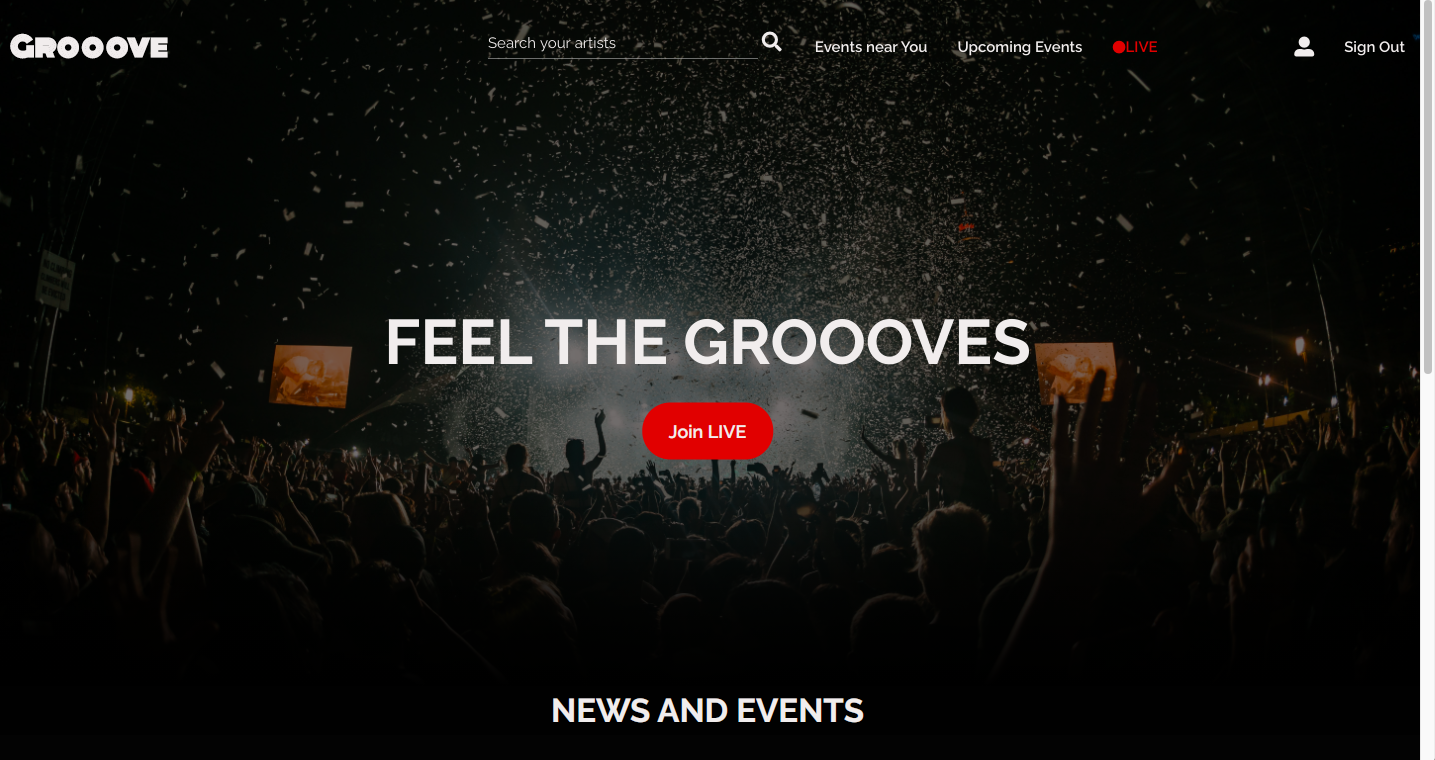 GROOOVE
Search your artists
Events near You
Upcoming Events
LIVE
Sign Out
FEEL THE GROOOVES
Join LIVE
NEWS AND EVENTS